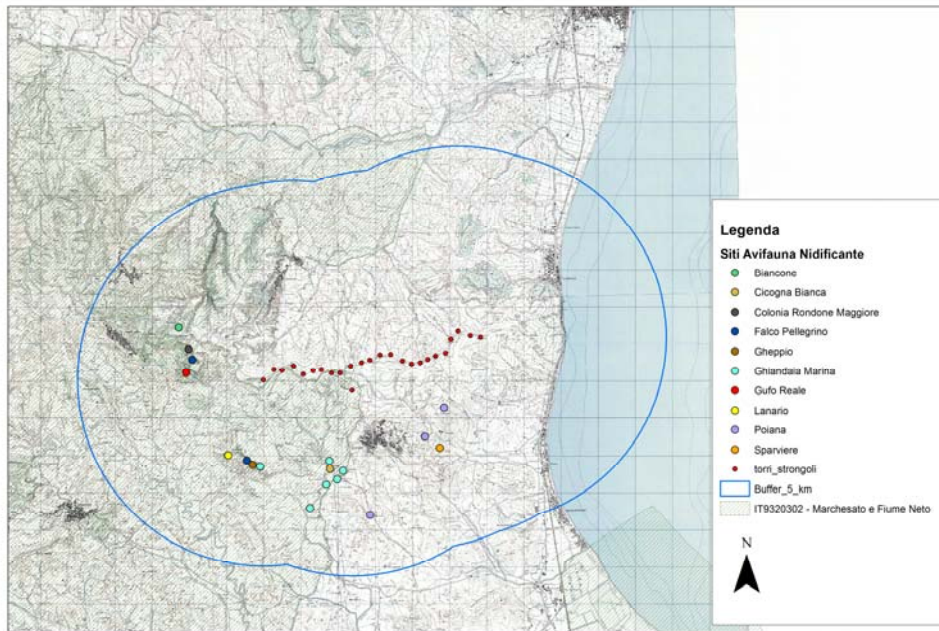 Legenda
Siti Avifauna Nidificante
Biancone
Cicogna Bianca
Colonia Rondone Maggiore
Falco Pellegrino
Gheppio
Ghiandaia Marina
Gufo Reale
Lanario
Poiana
Sparviere
torri_strongoli
Buffer_5_km
IT9320302 - Marchesato e Fiume Neto
N